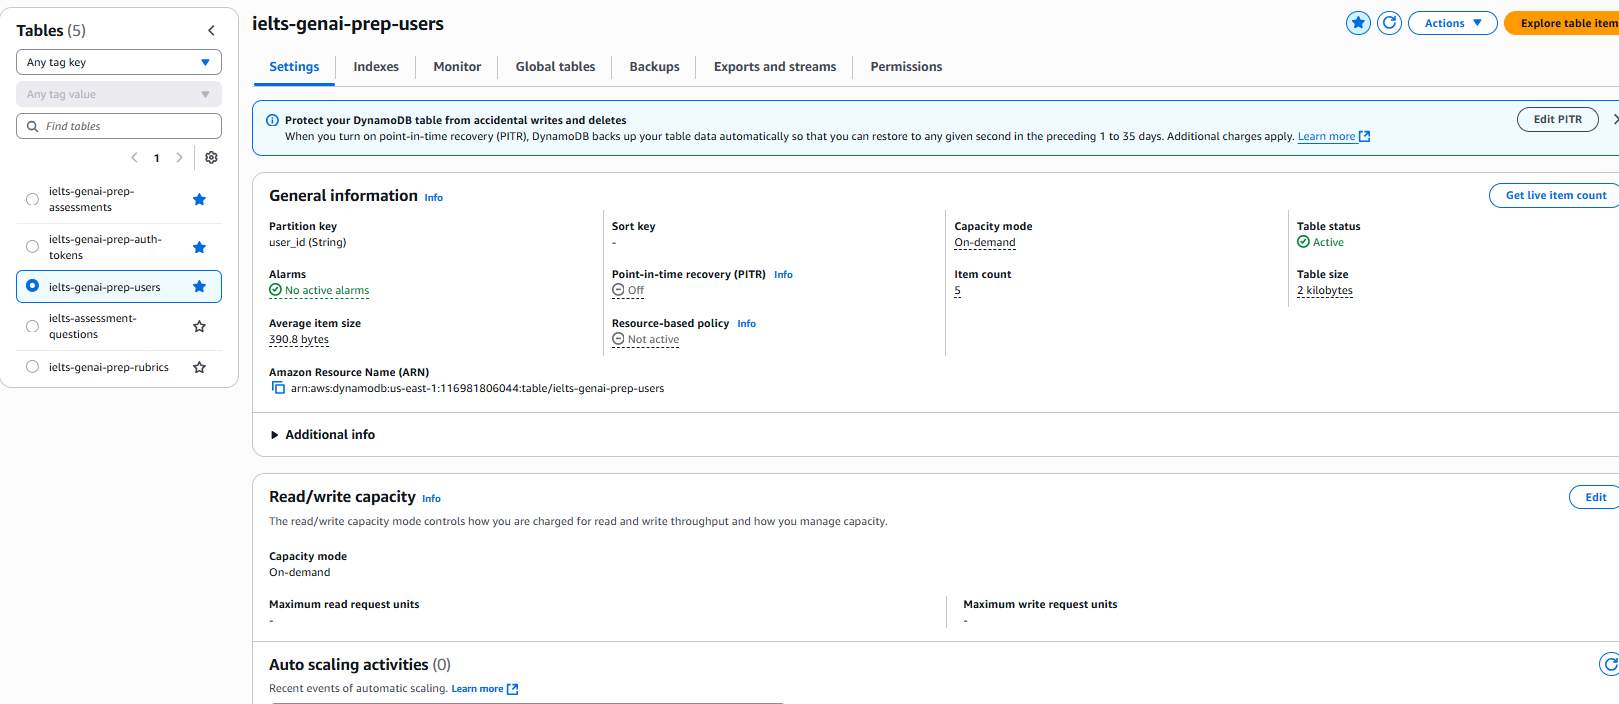 Tables (5)
Any tag key
Any tag value
Find tables
1
ielts-genai-prep-
assessments
ielts-genai-prep-auth-
tokens
ielts-genai-prep-users
ielts-assessment-
questions
ielts-genai-prep-rubrics
ielts-genai-prep-users
Actions
Explore table item
Settings
Indexes
Monitor
Global tables
Backups
Exports and streams
Permissions
Protect your DynamoDB table from accidental writes and deletes
When you turn on point-in-time recovery (PITR), DynamoDB backs up your table data automatically so that you can restore to any given second in the preceding 1 to 35 days. Additional charges apply. Learn more
Edit PITR
General information Info
Get live item count
Partition key
user_id (String)
Sort key
-
Capacity mode
On-demand
Table status
Active
Alarms
No active alarms
Point-in-time recovery (PITR) Info
Off
Item count
5
Table size
2 kilobytes
Average item size
390.8 bytes
Resource-based policy Info
Not active
Amazon Resource Name (ARN)
arn:aws:dynamodb:us-east-1:116981806044:table/ielts-genai-prep-users
Additional info
Read/write capacity Info
Edit
The read/write capacity mode controls how you are charged for read and write throughput and how you manage capacity.
Capacity mode
On-demand
Maximum read request units
-
Maximum write request units
-
Auto scaling activities (0)
Recent events of automatic scaling. Learn more